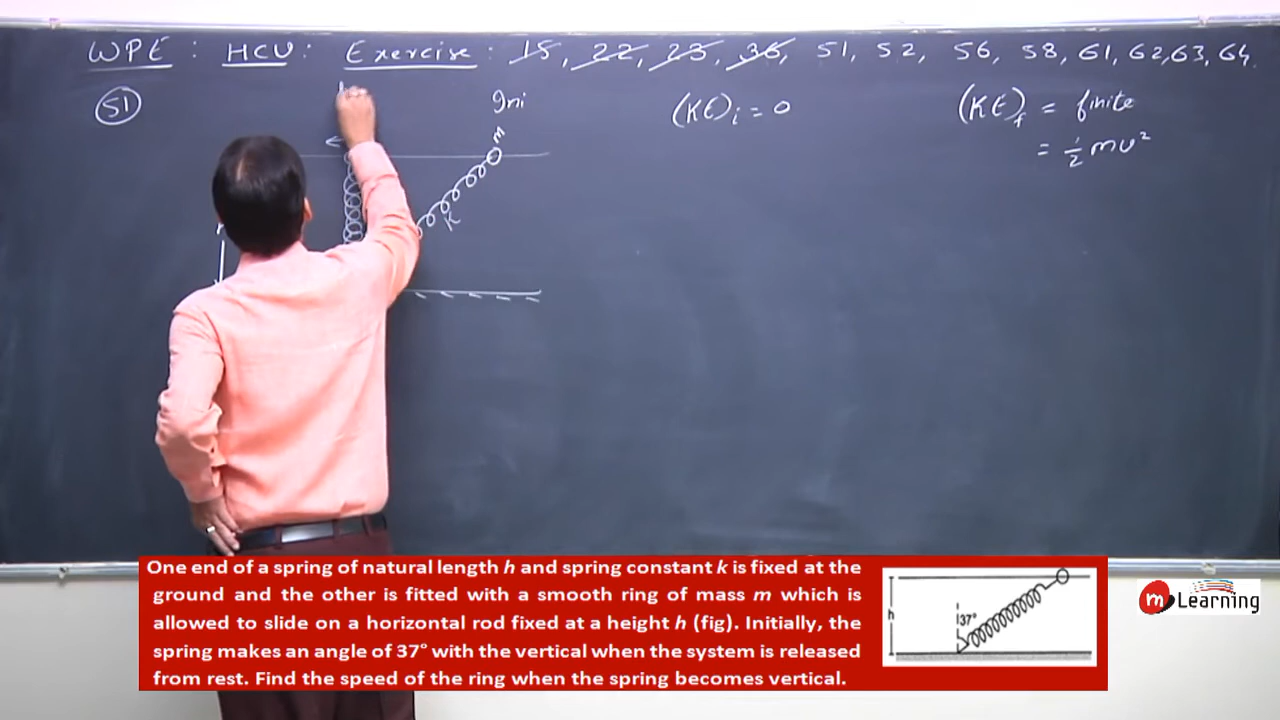 WPE : HCU : Exercise : 15, 22, 23, 36, 51, 52, 56, 58, 61, 62, 63, 64.
51
Ini
(KE)i = 0
(KE)f = finite
= 1/2 mv²
m
K
One end of a spring of natural length h and spring constant k is fixed at the
ground and the other is fitted with a smooth ring of mass m which is
allowed to slide on a horizontal rod fixed at a height h (fig). Initially, the
spring makes an angle of 37° with the vertical when the system is released
from rest. Find the speed of the ring when the spring becomes vertical.
h
37°
m Learning